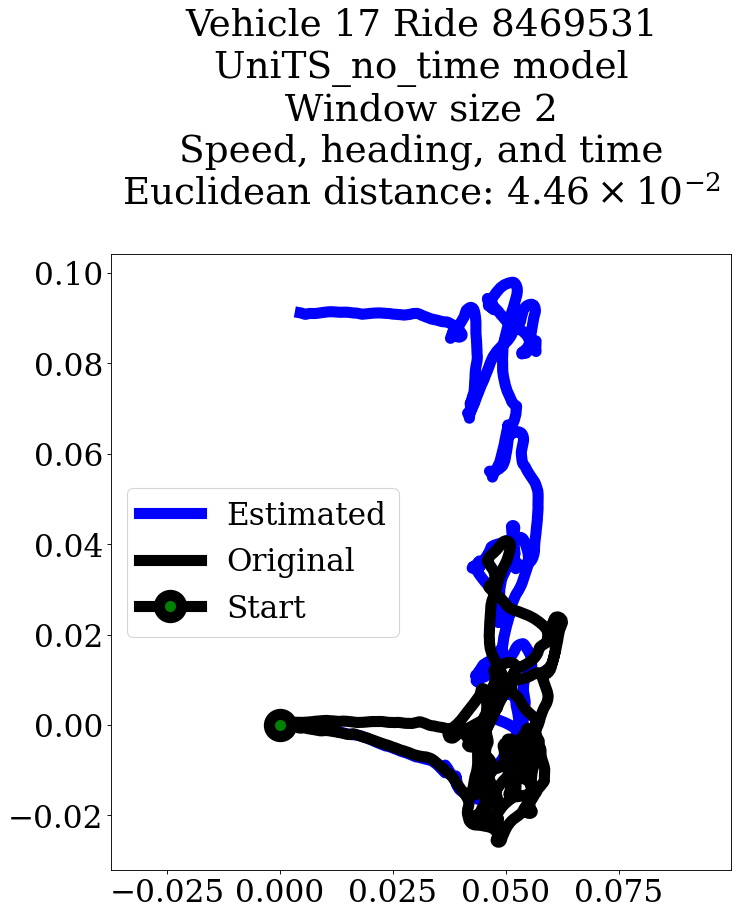 Vehicle 17 Ride 8469531
UniTS_no_time model
Window size 2
Speed, heading, and time
Euclidean distance: 4.46 × 10⁻²
0.10
0.08
0.06
0.04
0.02
0.00
−0.02
Estimated
Original
Start
−0.025 0.000 0.025 0.050 0.075